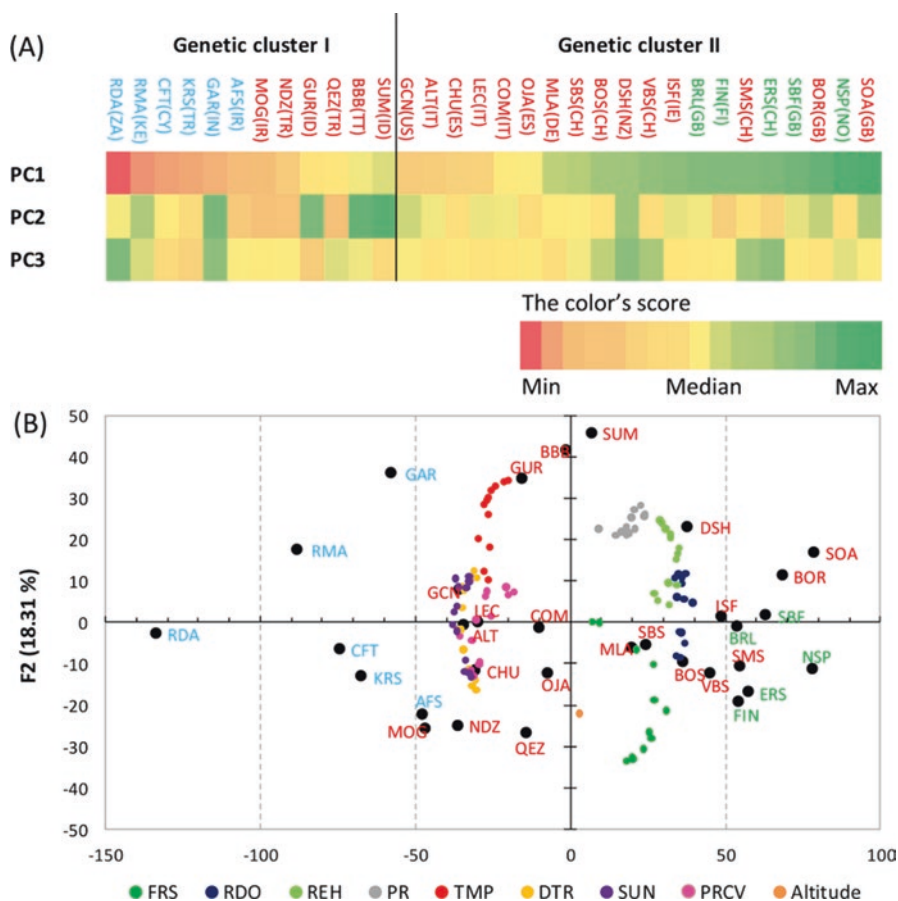 (A)
Genetic cluster I
Genetic cluster II
RDA(ZA)
RMA(KE)
CFT(CY)
KRS(TR)
GAR(IN)
AFS(IR)
MOG(IR)
NDZ(TR)
GUR(ID)
QEZ(TR)
BBB(TT)
SUM(ID)
GCN(US)
ALT(IT)
CHU(ES)
LEC(IT)
COM(IT)
OJA(ES)
MLA(DE)
SBS(CH)
BOS(CH)
DSH(NZ)
VBS(CH)
ISF(IE)
BRL(GB)
FIN(FI)
SMS(CH)
ERS(CH)
SBF(GB)
BOR(GB)
NSP(NO)
SOA(GB)
PC1
PC2
PC3
The color's score
Min Median Max
(B)
F2 (18.31 %)
50
40
30
20
10
0
-10
-20
-30
-40
-50
SUM
BBB
GUR
GAR
DSH
RMA
SOA
BOR
GCN
LEC
COM
ISF
SBF
RDA
ALT
SBS
BRL
CFT
MLA
SMS
NSP
KRS
CHU
OJA
BOS
VBS
ERS
AFS
FIN
MOG
NDZ
QEZ
-150 -100 -50 0 50 100
FRS RDO REH PR TMP DTR SUN PRCV Altitude